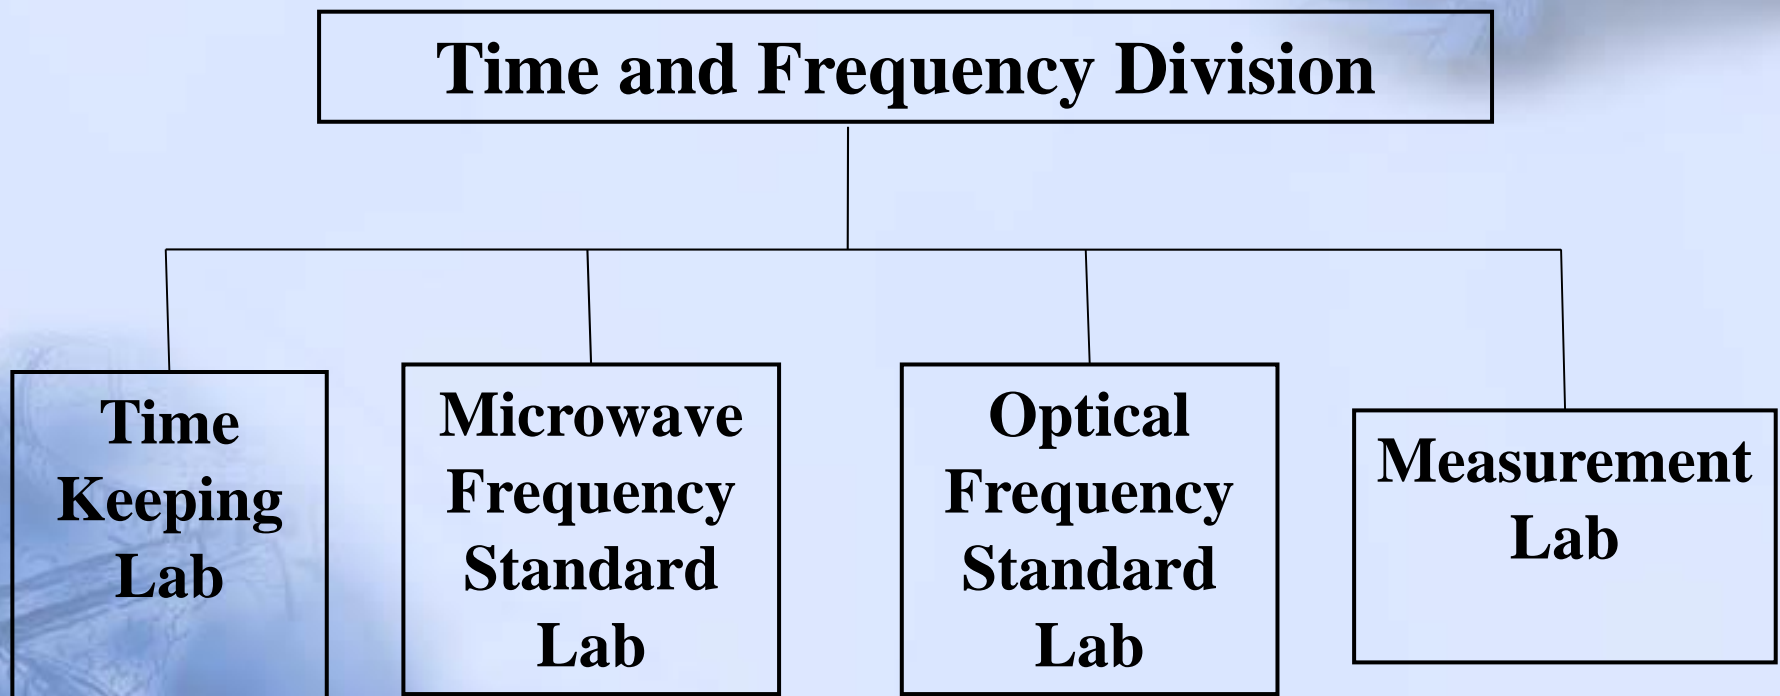 Time and Frequency Division
Time
Keeping
Lab
Microwave
Frequency
Standard
Lab
Optical
Frequency
Standard
Lab
Measurement
Lab